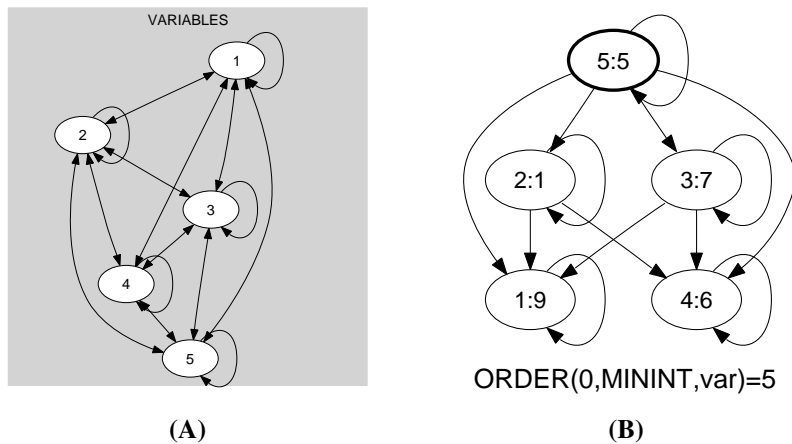 VARIABLES
1
2
3
4
5
5:5
2:1
3:7
1:9
4:6
ORDER(0,MININT,var)=5
(A)
(B)